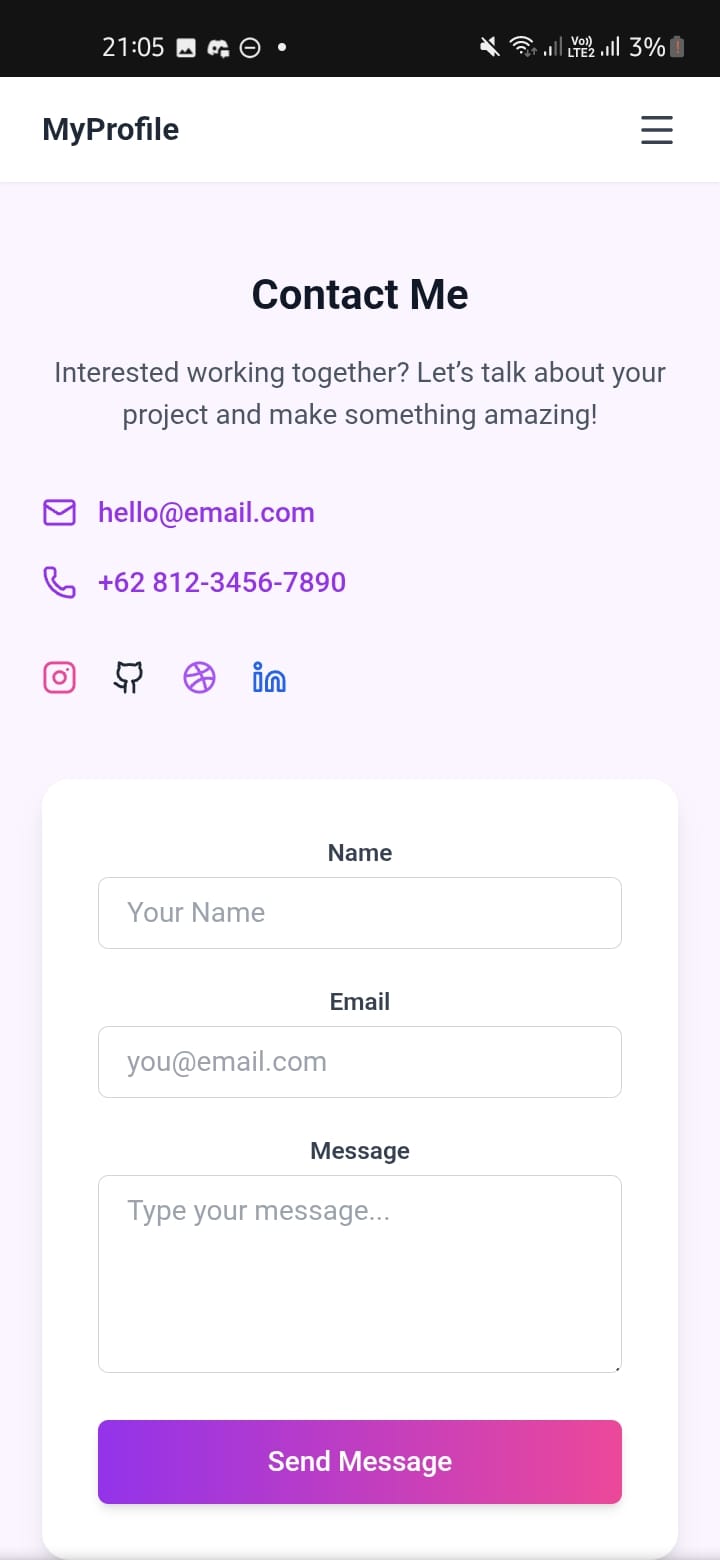 21:05
Vo)) LTE2 3%
MyProfile
Contact Me
Interested working together? Let’s talk about your
project and make something amazing!
hello@email.com
+62 812-3456-7890
Name
Your Name
Email
you@email.com
Message
Type your message...
Send Message